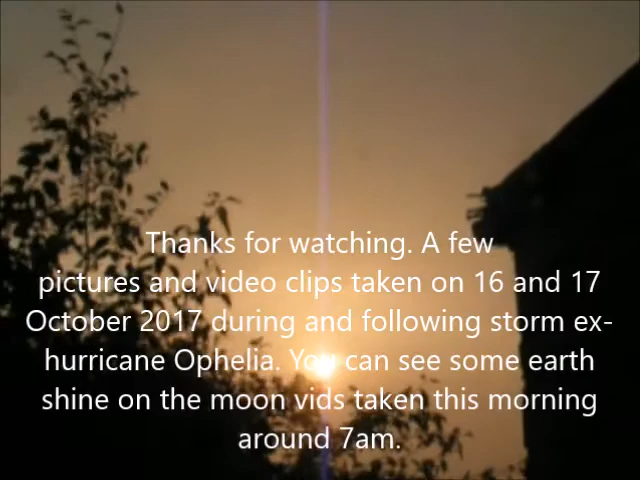 Thanks for watching. A few
pictures and video clips taken on 16 and 17
October 2017 during and following storm ex-
hurricane Ophelia. You can see some earth
shine on the moon vids taken this morning
around 7am.